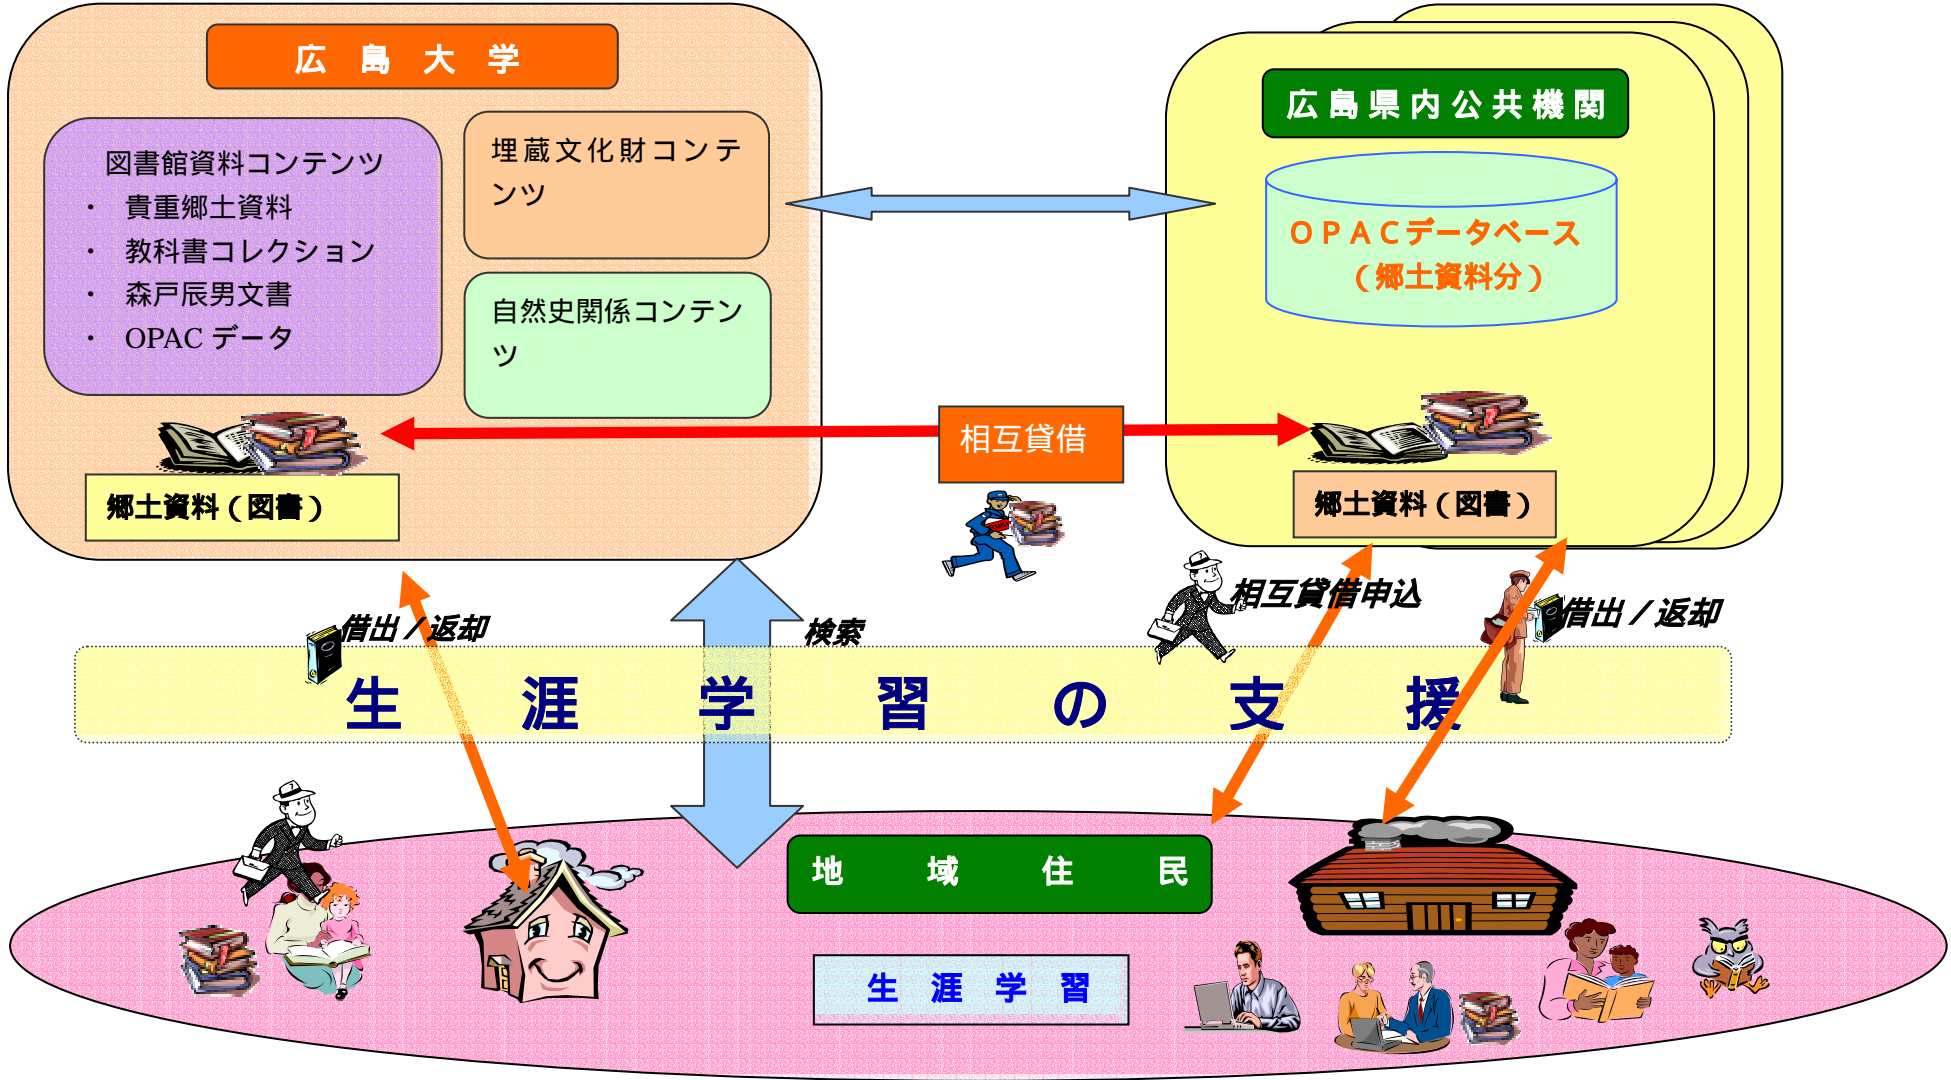 広島大学
図書館資料コンテンツ
・ 貴重郷土資料
・ 教科書コレクション
・ 森戸辰男文書
・ OPAC データ
埋蔵文化財コンテ
ンツ
自然史関係コンテン
ツ
郷土資料（図書）
広島県内公共機関
ＯＰＡＣデータベース
（郷土資料分）
相互貸借
郷土資料（図書）
借出／返却
検索
相互貸借申込
借出／返却
生涯学習の支援
地域住民
生涯学習